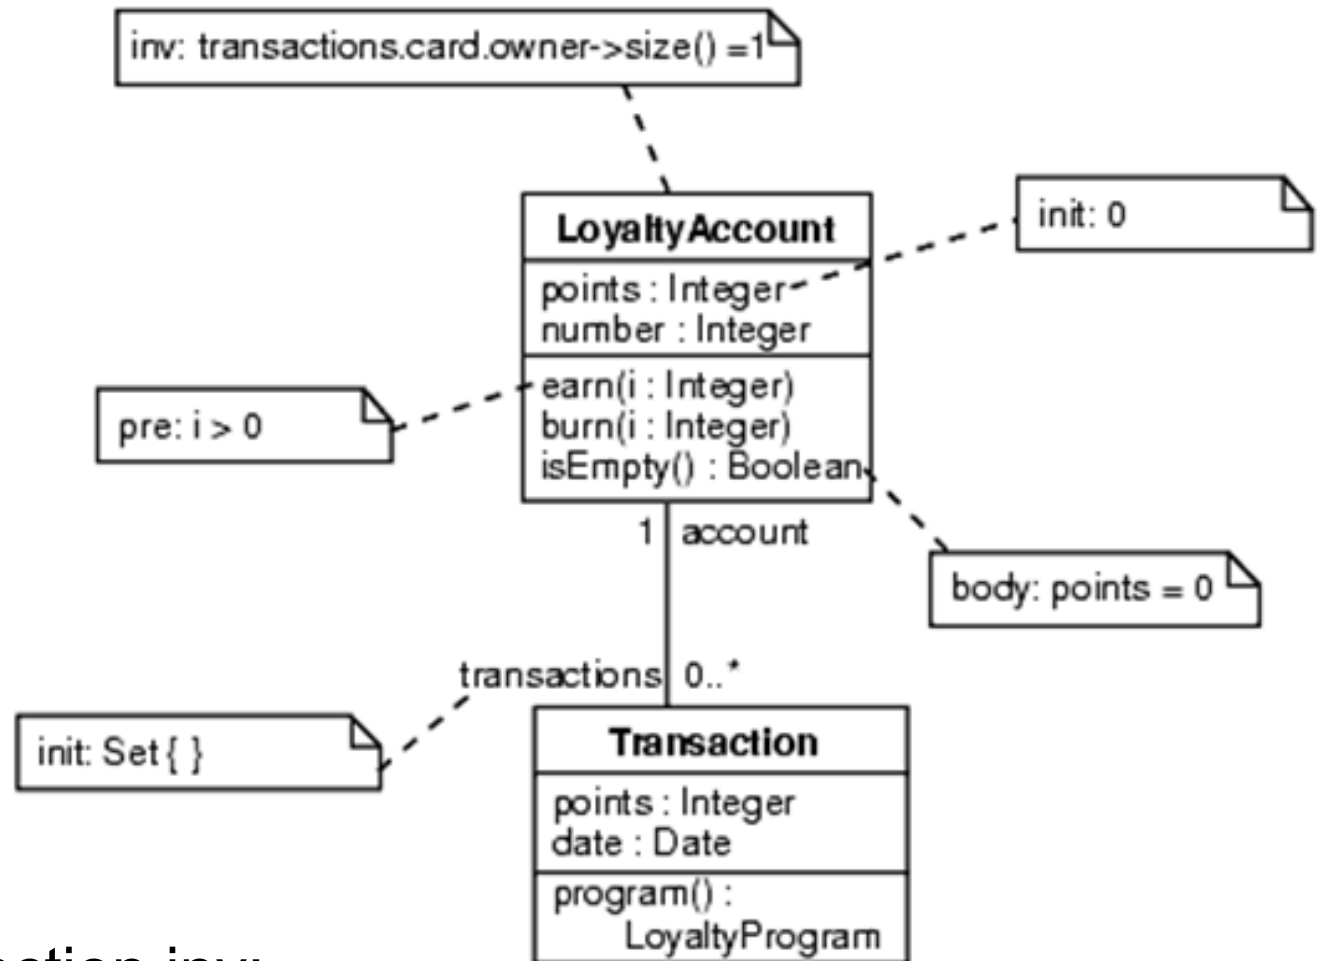 inv: transactions.card.owner->size() =1
LoyaltyAccount
init: 0
points : Integer
number : Integer
earn(i : Integer)
pre: i > 0
burn(i : Integer)
isEmpty() : Boolean
1 account
body: points = 0
transactions 0..*
init: Set { }
Transaction
points : Integer
date : Date
program() :
LoyaltyProgram
inv: